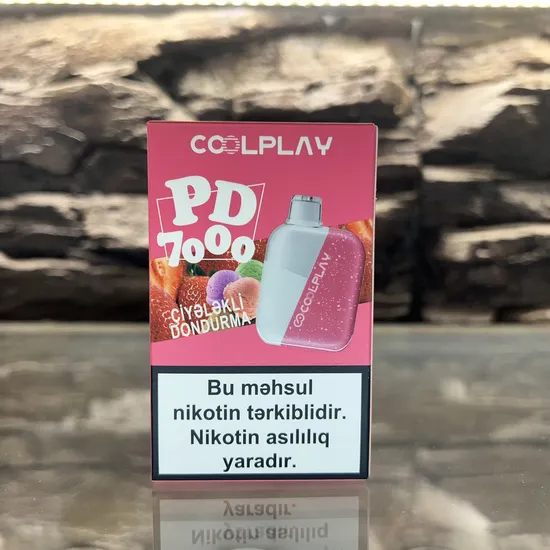 COOLPLAY
PD
7000
ÇİYƏLƏKLİ
DONDURMA
COOLPLAY
Bu məhsul
nikotin tərkiblidir.
Nikotin asılılıq
yaradır.